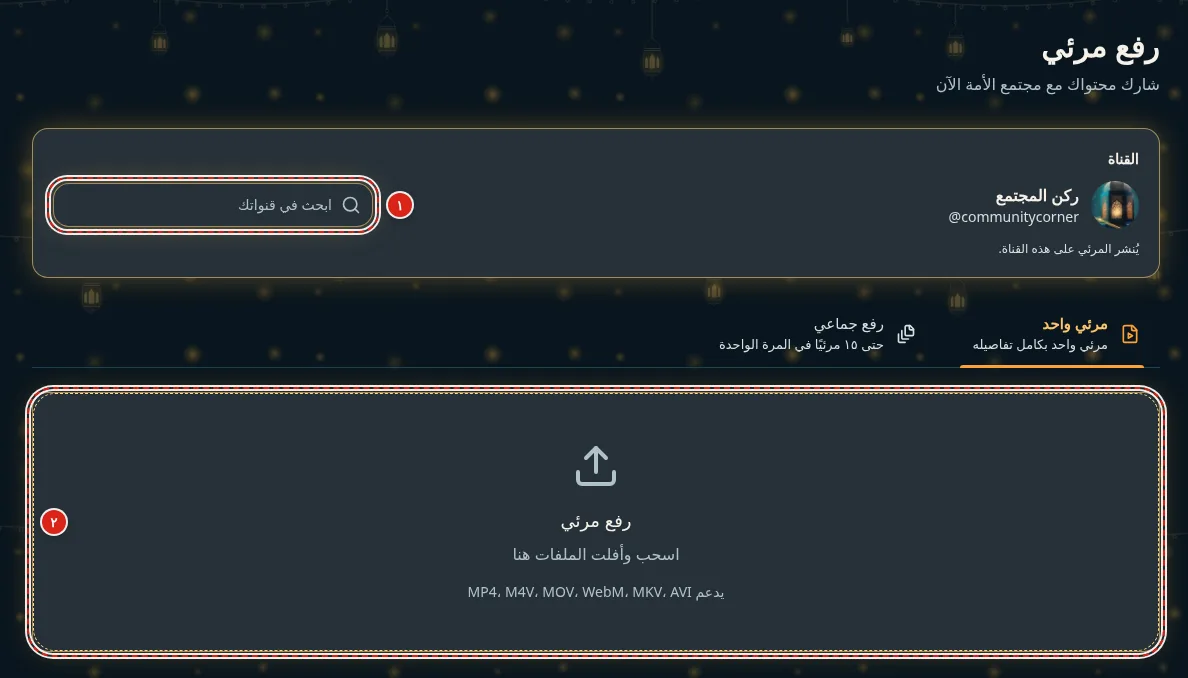 رفع مرئي
شارك محتواك مع مجتمع الأمة الآن
القناة
ركن المجتمع
@communitycorner
يُنشر المرئي على هذه القناة.
١
ابحث في قنواتك
مرئي واحد
مرئي واحد بكامل تفاصيله
رفع جماعي
حتى ١٥ مرئيًا في المرة الواحدة
٢
رفع مرئي
اسحب وأفلت الملفات هنا
يدعم MP4، M4V، MOV، WebM، MKV، AVI